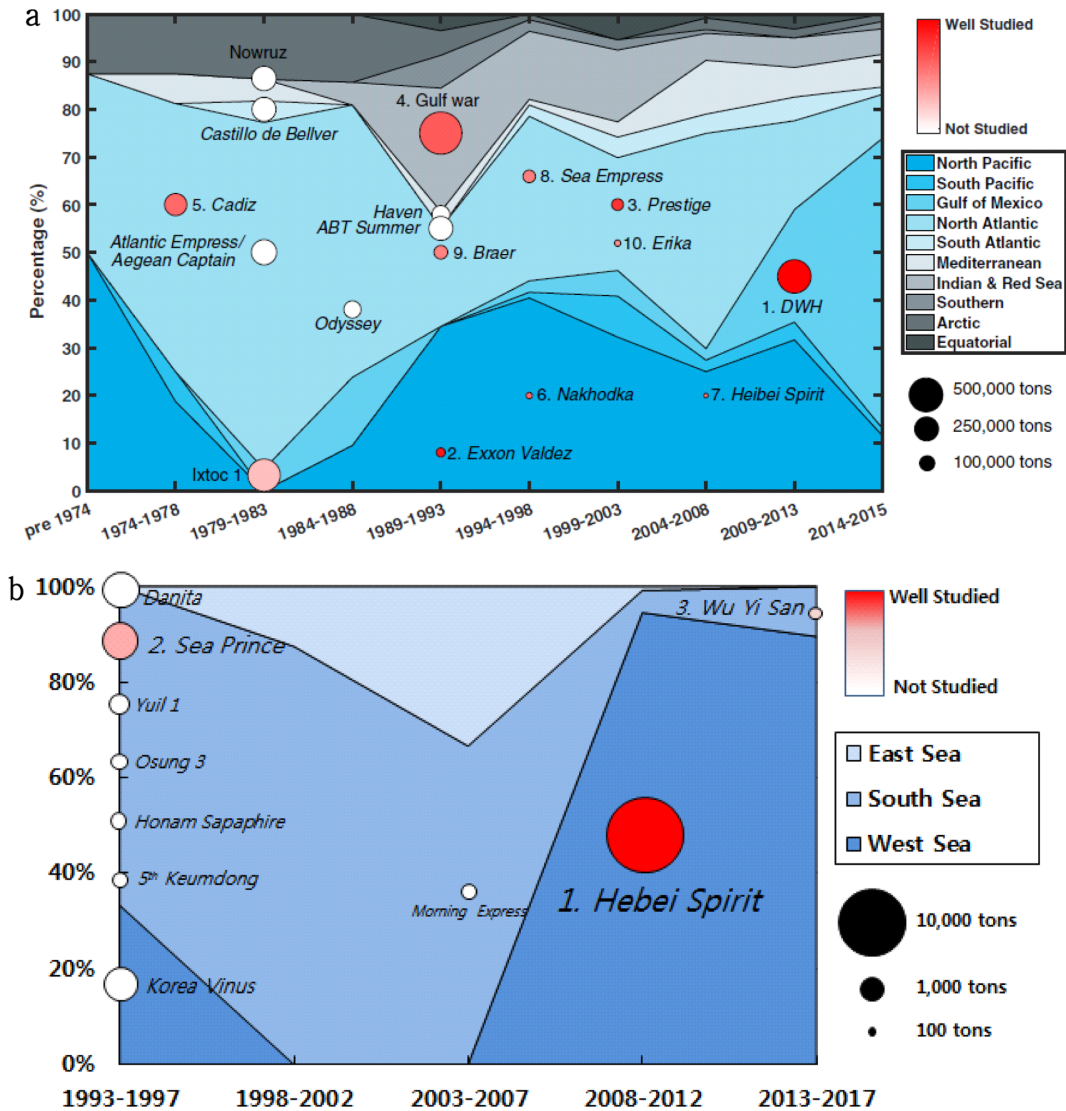 a
Percentage (%)
100
90
80
70
60
50
40
30
20
10
0
Nowruz
Castillo de Bellver
4. Gulf war
5. Cadiz
Atlantic Empress/
Aegean Captain
Odyssey
Haven
ABT Summer
9. Braer
8. Sea Empress
3. Prestige
10. Erika
1. DWH
6. Nakhodka
7. Heibei Spirit
2. Exxon Valdez
Ixtoc 1
pre 1974
1974-1978
1979-1983
1984-1988
1989-1993
1994-1998
1999-2003
2004-2008
2009-2013
2014-2015
Well Studied
Not Studied
North Pacific
South Pacific
Gulf of Mexico
North Atlantic
South Atlantic
Mediterranean
Indian & Red Sea
Southern
Arctic
Equatorial
500,000 tons
250,000 tons
100,000 tons
b
100%
80%
60%
40%
20%
0%
Danita
2. Sea Prince
Yuil 1
Osung 3
Honam Sapaphire
5th Keumdong
Korea Vinus
Morning Express
1. Hebei Spirit
3. Wu Yi San
1993-1997
1998-2002
2003-2007
2008-2012
2013-2017
Well Studied
Not Studied
East Sea
South Sea
West Sea
10,000 tons
1,000 tons
100 tons